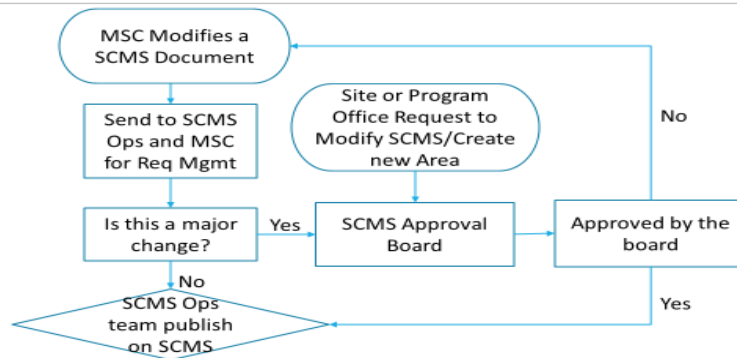 MSC Modifies a
SCMS Document
Site or Program
Office Request to
Modify SCMS/Create
new Area
No
Send to SCMS
Ops and MSC
for Req Mgmt
Is this a major
change?
Yes
SCMS Approval
Board
Approved by the
board
No
Yes
SCMS Ops
team publish
on SCMS